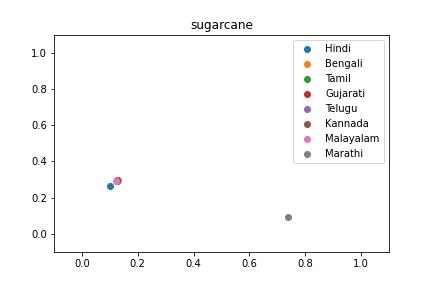 sugarcane
1.0
0.8
0.6
0.4
0.2
0.0
0.0 0.2 0.4 0.6 0.8 1.0
Hindi
Bengali
Tamil
Gujarati
Telugu
Kannada
Malayalam
Marathi